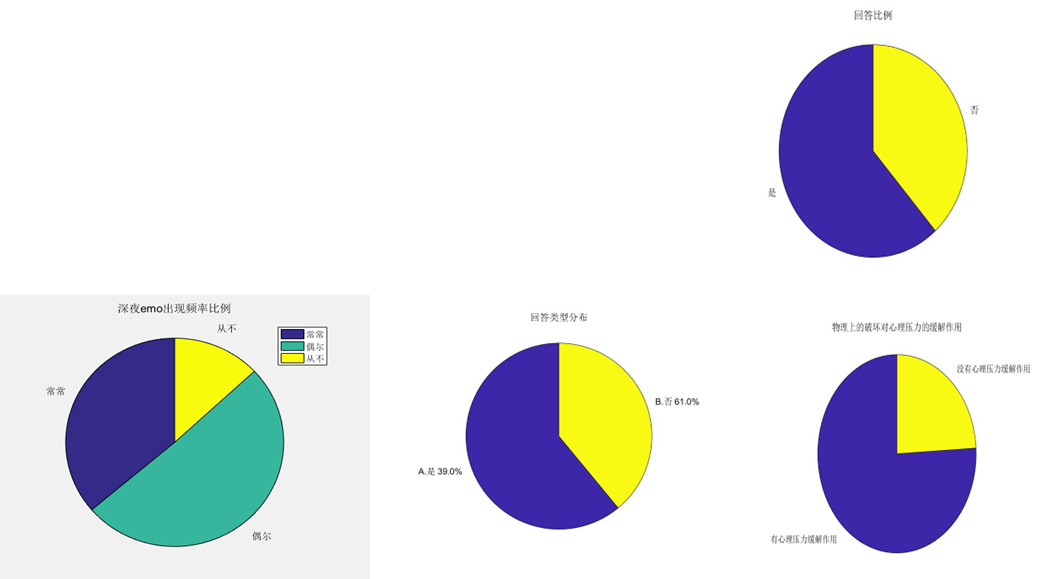 回答比例
否
是
深夜emo出现频率比例
从不
常常
偶尔
从不
常常
偶尔
回答类型分布
B.否 61.0%
A.是 39.0%
物理上的破坏对心理压力的缓解作用
没有心理压力缓解作用
有心理压力缓解作用